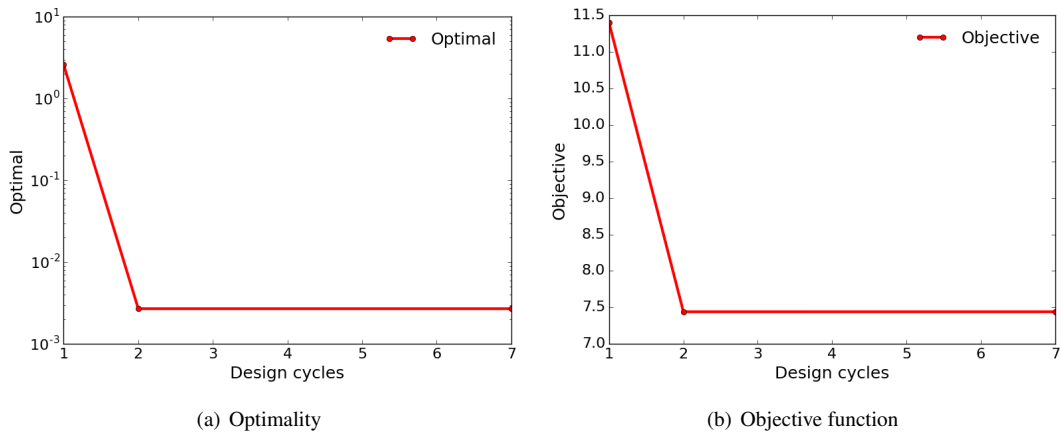 10^1
10^0
10^-1
10^-2
10^-3
Optimal
Optimal
1 2 3 4 5 6 7
Design cycles
(a) Optimality
11.5
11.0
10.5
10.0
9.5
9.0
8.5
8.0
7.5
7.0
Objective
Objective
1 2 3 4 5 6 7
Design cycles
(b) Objective function